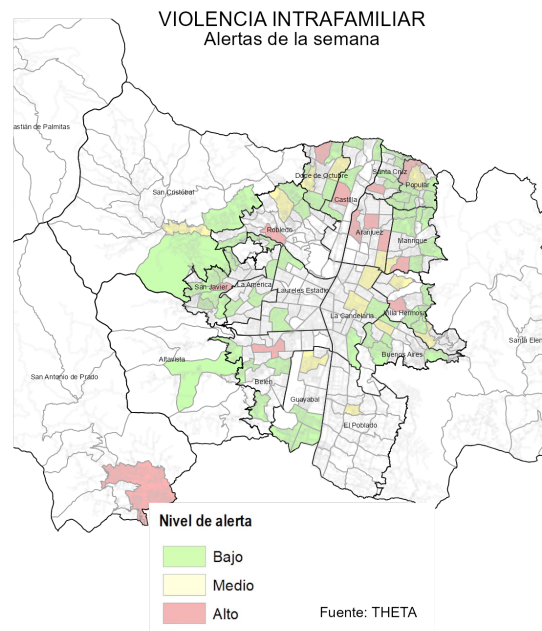 VIOLENCIA INTRAFAMILIAR
Alertas de la semana
astián de Palmitas
San Cristóbal
Doce de Octubre
Santa Cruz
Popular
Castilla
Robledo
Aranjuez
Manrique
San Javier
La América
Laureles Estadio
La Candelaria
Villa Hermosa
Santa Elen
Buenos Aires
Altavista
San Antonio de Prado
Belén
Guayabal
El Poblado
Nivel de alerta
Bajo
Medio
Alto
Fuente: THETA